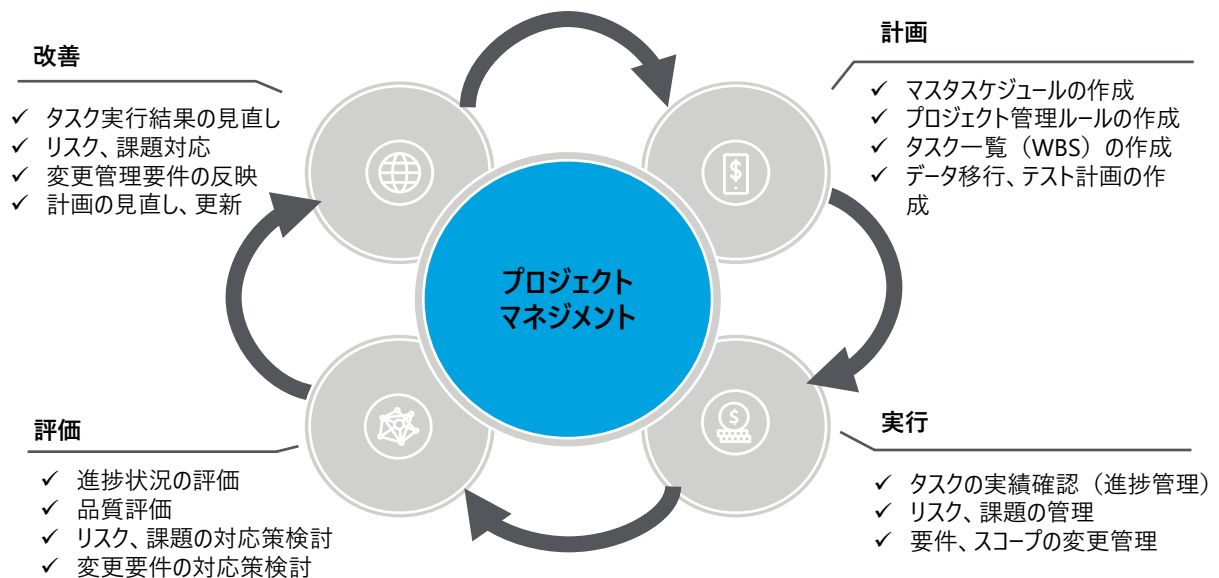 改善
✓ タスク実行結果の見直し
✓ リスク、課題対応
✓ 変更管理要件の反映
✓ 計画の見直し、更新
計画
✓ マスタスケジュールの作成
✓ プロジェクト管理ルールの作成
✓ タスク一覧（WBS）の作成
✓ データ移行、テスト計画の作
成
プロジェクト
マネジメント
評価
✓ 進捗状況の評価
✓ 品質評価
✓ リスク、課題の対応策検討
✓ 変更要件の対応策検討
実行
✓ タスクの実績確認（進捗管理）
✓ リスク、課題の管理
✓ 要件、スコープの変更管理
$
$